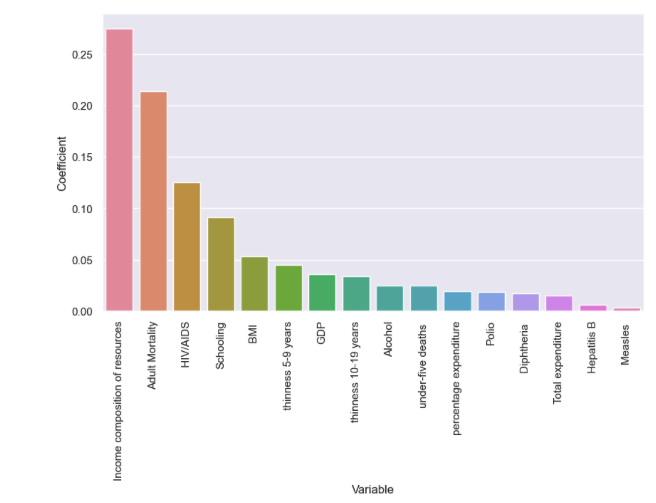 0.25
0.20
0.15
0.10
0.05
0.00
Coefficient
Income composition of resources
Adult Mortality
HIV/AIDS
Schooling
BMI
thinness 5-9 years
GDP
thinness 10-19 years
Alcohol
under-five deaths
percentage expenditure
Polio
Diphtheria
Total expenditure
Hepatitis B
Measles
Variable